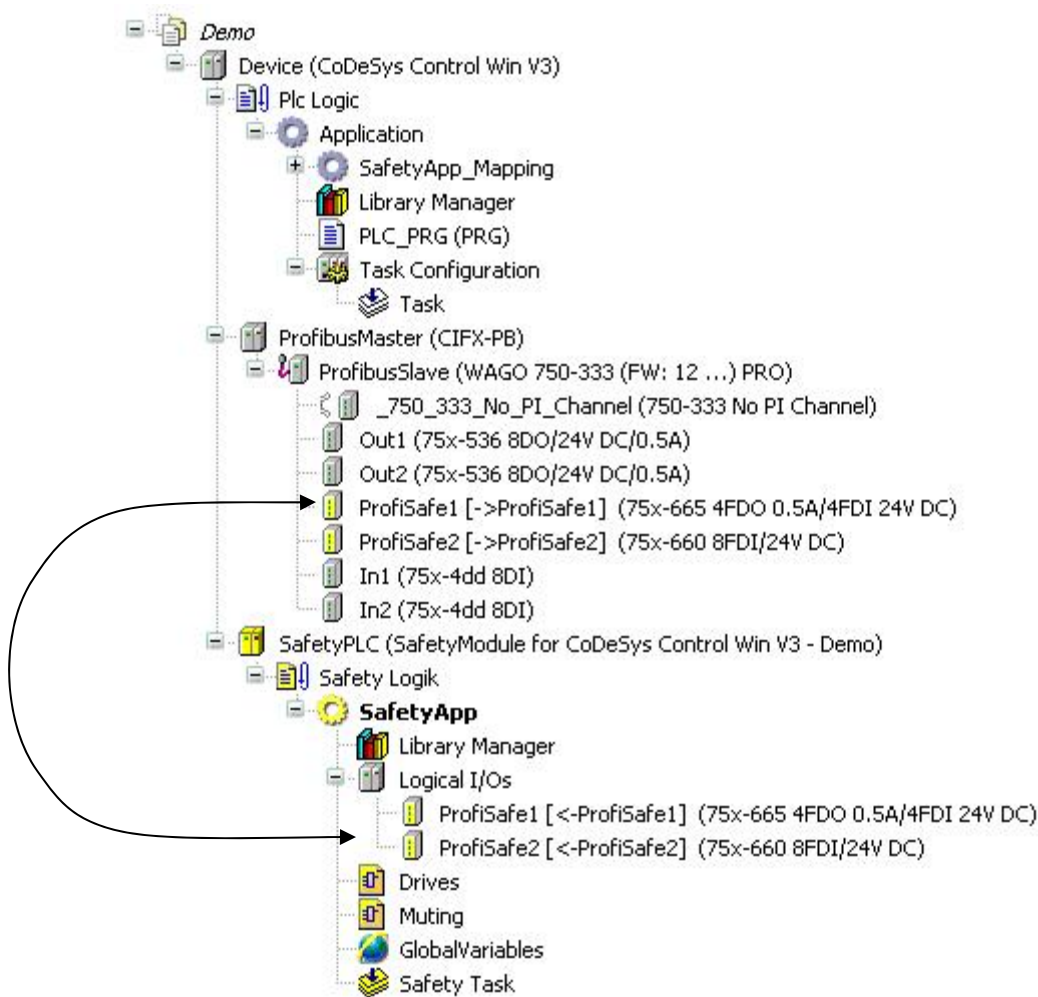 Demo
Device (CoDeSys Control Win V3)
Plc Logic
Application
SafetyApp_Mapping
Library Manager
PLC_PRG (PRG)
Task Configuration
Task
ProfibusMaster (CIFX-PB)
ProfibusSlave (WAGO 750-333 (FW: 12 ...) PRO)
_750_333_No_PI_Channel (750-333 No PI Channel)
Out1 (75x-536 8DO/24V DC/0.5A)
Out2 (75x-536 8DO/24V DC/0.5A)
ProfiSafe1 [->ProfiSafe1] (75x-665 4FDO 0.5A/4FDI 24V DC)
ProfiSafe2 [->ProfiSafe2] (75x-660 8FDI/24V DC)
In1 (75x-4dd 8DI)
In2 (75x-4dd 8DI)
SafetyPLC (SafetyModule for CoDeSys Control Win V3 - Demo)
Safety Logik
SafetyApp
Library Manager
Logical I/Os
ProfiSafe1 [<-ProfiSafe1] (75x-665 4FDO 0.5A/4FDI 24V DC)
ProfiSafe2 [<-ProfiSafe2] (75x-660 8FDI/24V DC)
Drives
Muting
GlobalVariables
Safety Task